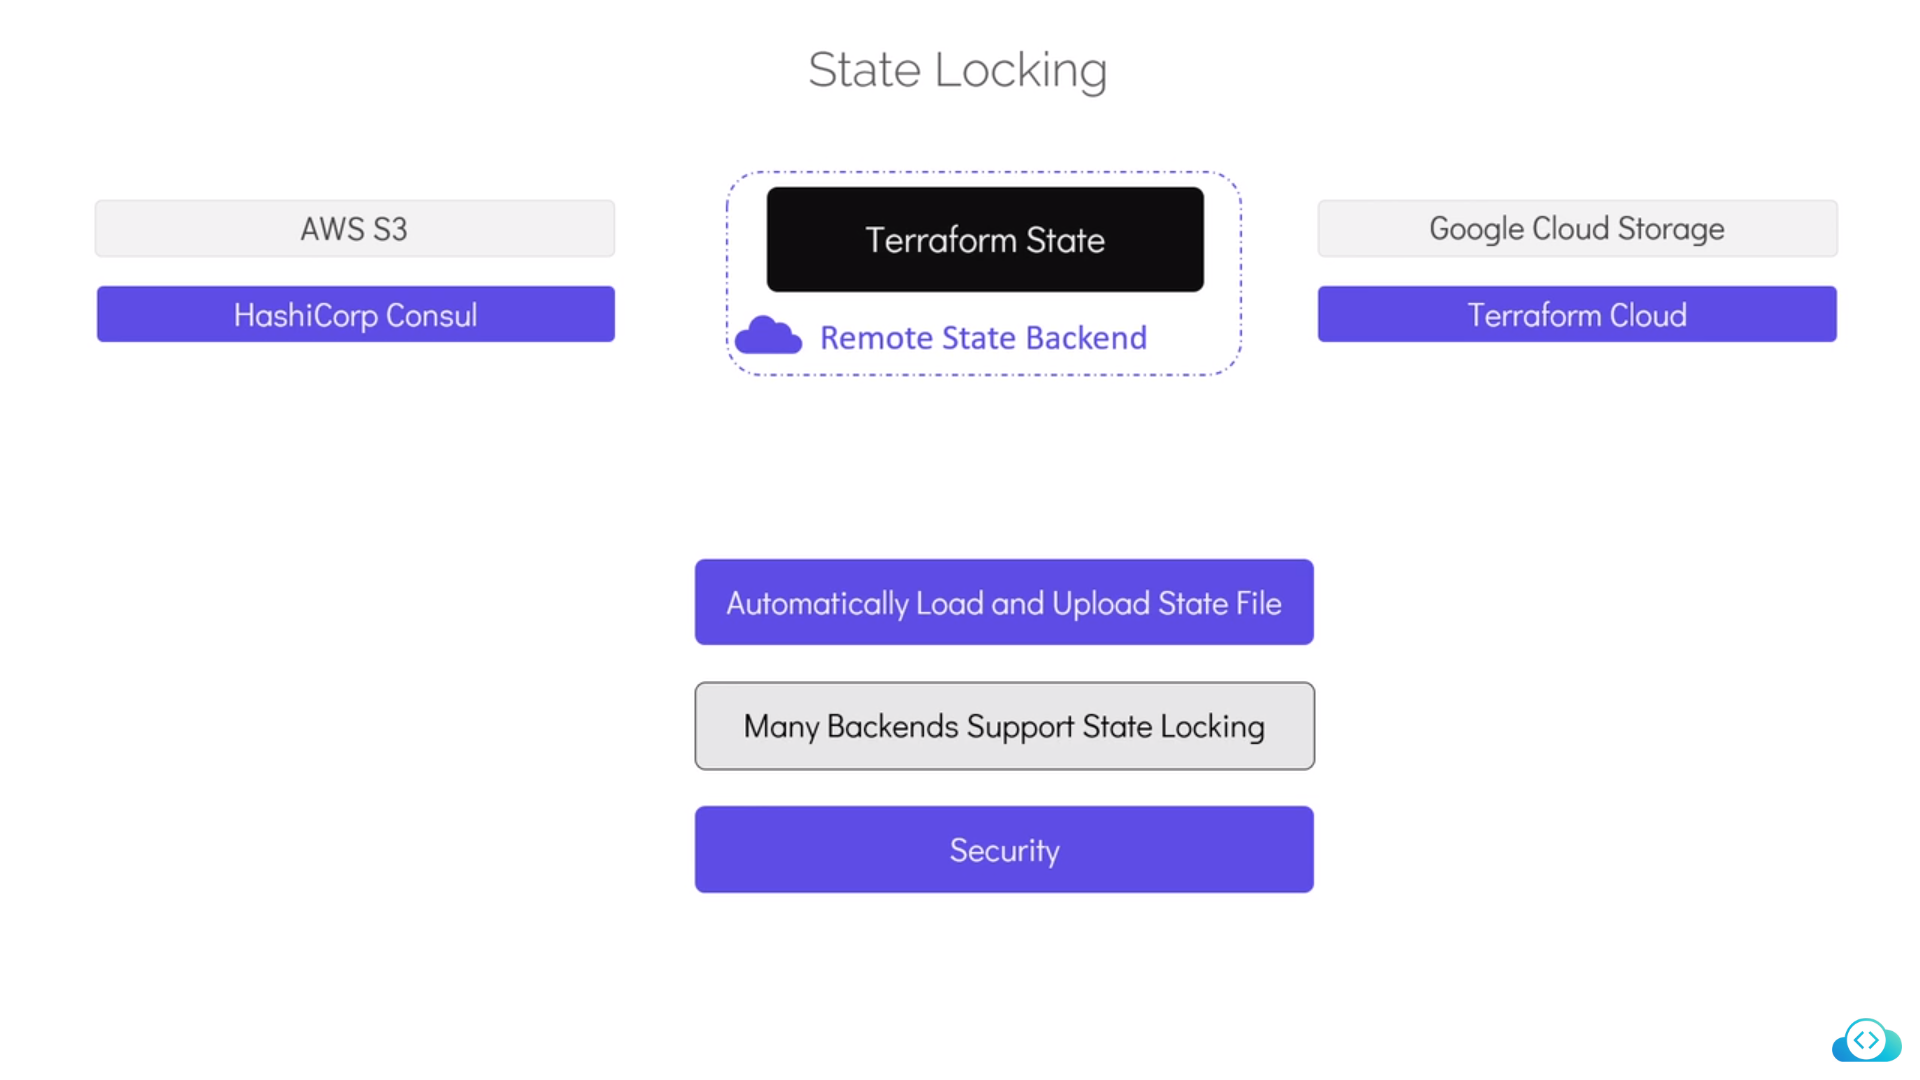 State Locking
AWS S3
HashiCorp Consul
Terraform State
Remote State Backend
Google Cloud Storage
Terraform Cloud
Automatically Load and Upload State File
Many Backends Support State Locking
Security